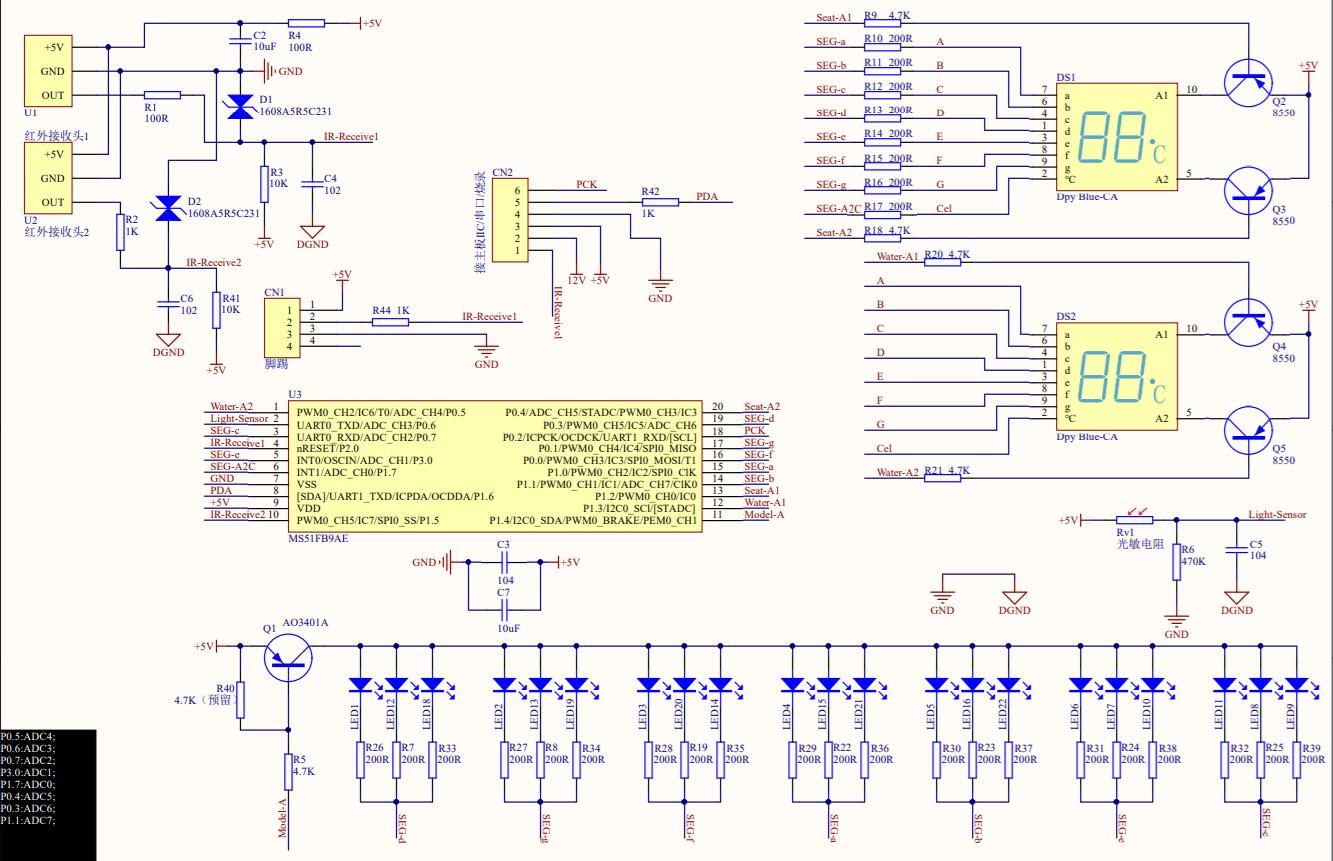 +5V
GND
OUT
U1
红外接收头1
+5V
GND
OUT
U2
红外接收头2
C2
10uF
R4
100R
+5V
GND
R1
100R
D1
1608A5R5C231
IR-Receive1
R3
10K
+5V
C4
102
DGND
D2
1608A5R5C231
R2
1K
IR-Receive2
C6
102
DGND
R41
10K
+5V
CN1
1
2
3
4
1
2
3
4
脚踢
+5V
R44 1K
IR-Receive1
GND
CN2
接主板IIC/串口/烧录
6
5
4
3
2
1
6
5
4
3
2
1
PCK
R42
1K
PDA
12V
+5V
GND
IR-Receive1
Seat-A1 R9 4.7K
SEG-a R10 200R A
SEG-b R11 200R B
SEG-c R12 200R C
SEG-d R13 200R D
SEG-e R14 200R E
SEG-f R15 200R F
SEG-g R16 200R G
SEG-A2C R17 200R Cel
Seat-A2 R18 4.7K
DS1
7 a A1 10
6 b
4 c
1 d
3 e
8 f
9 g
2 °C A2 5
88°C
Dpy Blue-CA
Q2
8550
+5V
Q3
8550
Water-A1 R20 4.7K
A
B
C
D
E
F
G
Cel
Water-A2 R21 4.7K
DS2
7 a A1 10
6 b
4 c
1 d
3 e
8 f
9 g
2 °C A2 5
88°C
Dpy Blue-CA
Q4
8550
+5V
Q5
8550
U3
Water-A2 1 PWM0_CH2/IC6/T0/ADC_CH4/P0.5 P0.4/ADC_CH5/STADC/PWM0_CH3/IC3 20 Seat-A2
Light-Sensor 2 UART0_TXD/ADC_CH3/P0.6 P0.3/PWM0_CH5/IC5/ADC_CH6 19 SEG-d
SEG-c 3 UART0_RXD/ADC_CH2/P0.7 P0.2/ICPCK/OCDCK/UART1_RXD/[SCL] 18 PCK
IR-Receive1 4 nRESET/P2.0 P0.1/PWM0_CH4/IC4/SPI0_MISO 17 SEG-g
SEG-e 5 INT0/OSCIN/ADC_CH1/P3.0 P0.0/PWM0_CH3/IC3/SPI0_MOSI/T1 16 SEG-f
SEG-A2C 6 INT1/ADC_CH0/P1.7 P1.0/PWM0_CH2/IC2/SPI0_CIK 15 SEG-a
GND 7 VSS P1.1/PWM0_CH1/IC1/ADC_CH7/CIK0 14 SEG-b
PDA 8 [SDA]/UART1_TXD/ICPDA/OCDDA/P1.6 P1.2/PWM0_CH0/IC0 13 Seat-A1
+5V 9 VDD P1.3/I2C0_SCl/[STADC] 12 Water-A1
IR-Receive2 10 PWM0_CH5/IC7/SPI0_SS/P1.5 P1.4/I2C0_SDA/PWM0_BRAKE/PEM0_CH1 11 Model-A
MS51FB9AE
GND
C3
104
+5V
C7
10uF
+5V
Rv1
光敏电阻
Light-Sensor
R6
470K
GND
C5
104
DGND
GND
DGND
+5V
Q1 AO3401A
R40
4.7K（预留）
R5
4.7K
Model-A
LED1 LED12 LED18 LED2 LED13 LED19 LED3 LED20 LED14 LED4 LED15 LED21 LED5 LED16 LED22 LED6 LED7 LED10 LED11 LED8 LED9
R26 R7 R33 R27 R8 R34 R28 R19 R35 R29 R22 R36 R30 R23 R37 R31 R24 R38 R32 R25 R39
200R 200R 200R 200R 200R 200R 200R 200R 200R 200R 200R 200R 200R 200R 200R 200R 200R 200R 200R 200R 200R
SEG-d SEG-g SEG-f SEG-a SEG-b SEG-e SEG-c
P0.5:ADC4;
P0.6:ADC3;
P0.7:ADC2;
P3.0:ADC1;
P1.7:ADC0;
P0.4:ADC5;
P0.3:ADC6;
P1.1:ADC7;